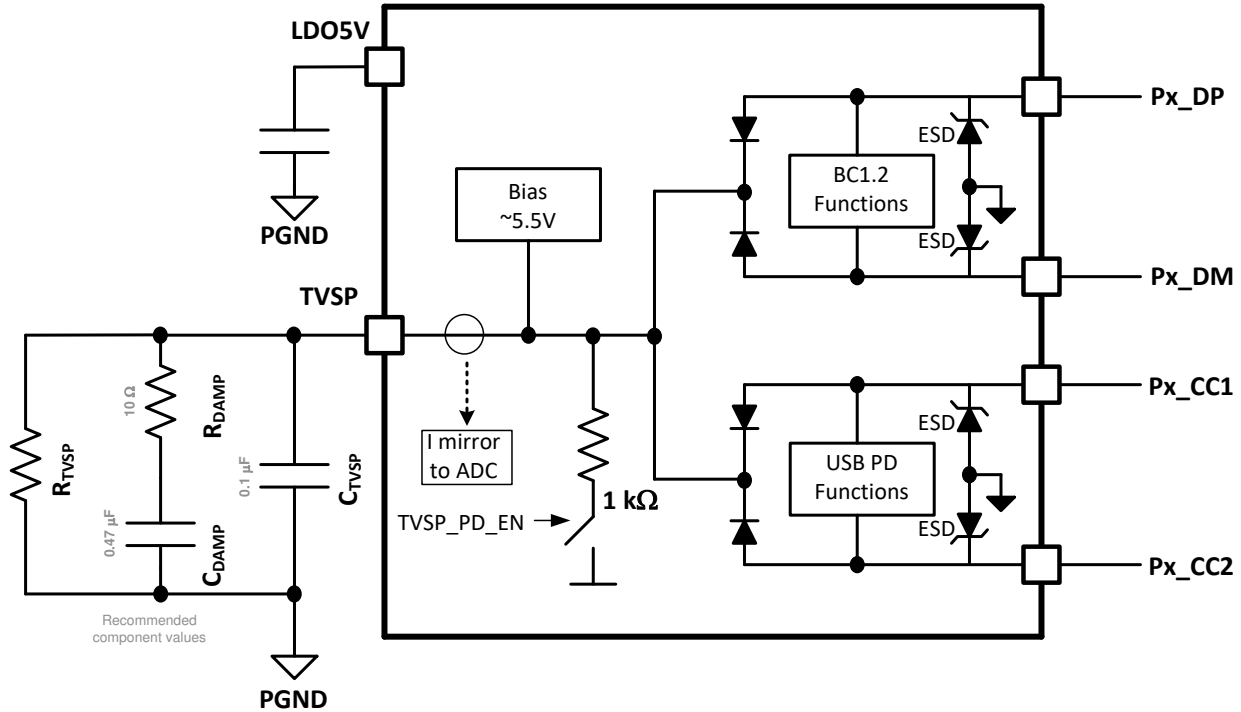 LDO5V
PGND
Bias
~5.5V
TVSP
I mirror
to ADC
1 kΩ
TVSP_PD_EN
R_TVSP
10 Ω
R_DAMP
0.47 µF
C_DAMP
0.1 µF
C_TVSP
Recommended
component values
PGND
BC1.2
Functions
ESD
ESD
Px_DP
Px_DM
USB PD
Functions
ESD
ESD
Px_CC1
Px_CC2